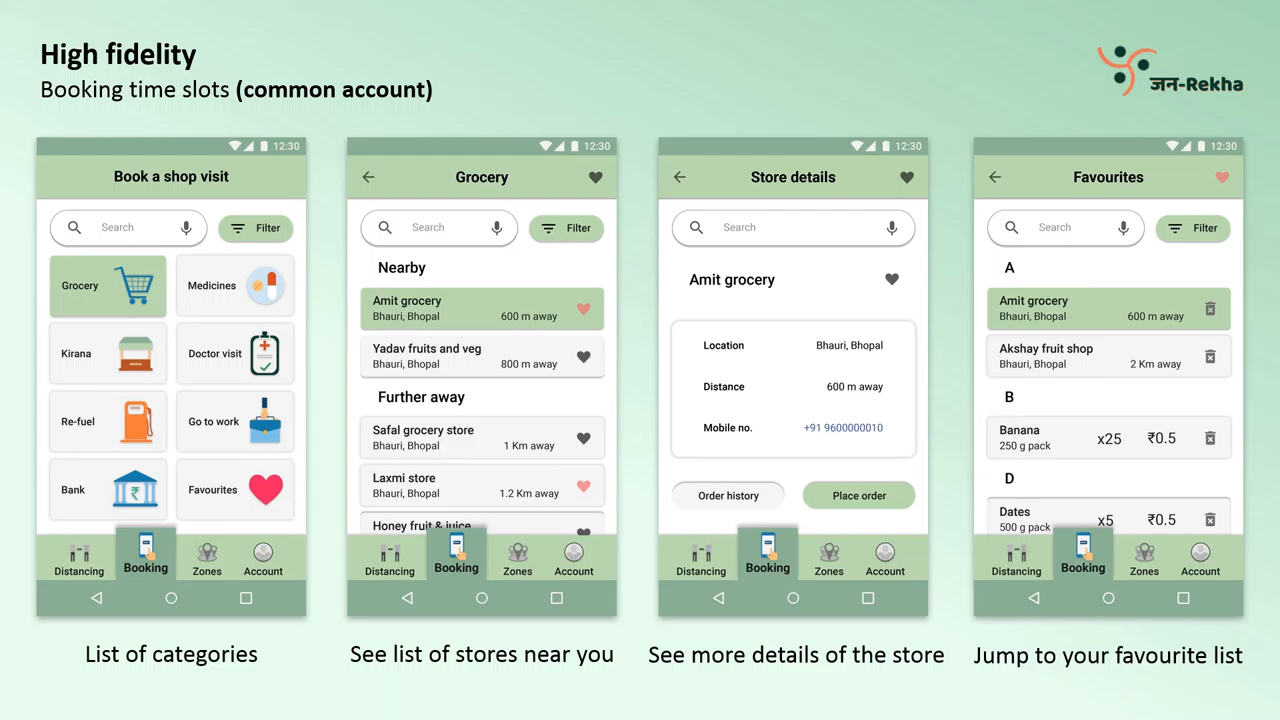 High fidelity
Booking time slots (common account)
जन-Rekha
12:30
Book a shop visit
Search
Filter
Grocery
Medicines
Kirana
Doctor visit
Re-fuel
Go to work
Bank
Favourites
Distancing
Booking
Zones
Account
List of categories
12:30
Grocery
Search
Filter
Nearby
Amit grocery
Bhauri, Bhopal 600 m away
Yadav fruits and veg
Bhauri, Bhopal 800 m away
Further away
Safal grocery store
Bhauri, Bhopal 1 Km away
Laxmi store
Bhauri, Bhopal 1.2 Km away
Honey fruit & juice
Distancing
Booking
Zones
Account
See list of stores near you
12:30
Store details
Search
Amit grocery
Location Bhauri, Bhopal
Distance 600 m away
Mobile no. +91 9600000010
Order history
Place order
Distancing
Booking
Zones
Account
See more details of the store
12:30
Favourites
Search
Filter
A
Amit grocery
Bhauri, Bhopal 600 m away
Akshay fruit shop
Bhauri, Bhopal 2 Km away
B
Banana
250 g pack x25 ₹0.5
D
Dates
500 g pack x5 ₹0.5
Distancing
Booking
Zones
Account
Jump to your favourite list